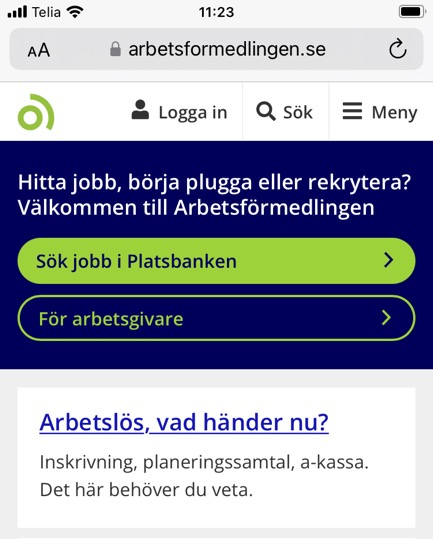 Telia 11:23
AA arbetsformedlingen.se
Logga in Sök Meny
Hitta jobb, börja plugga eller rekrytera?
Välkommen till Arbetsförmedlingen
Sök jobb i Platsbanken
För arbetsgivare
Arbetslös, vad händer nu?
Inskrivning, planeringssamtal, a-kassa.
Det här behöver du veta.